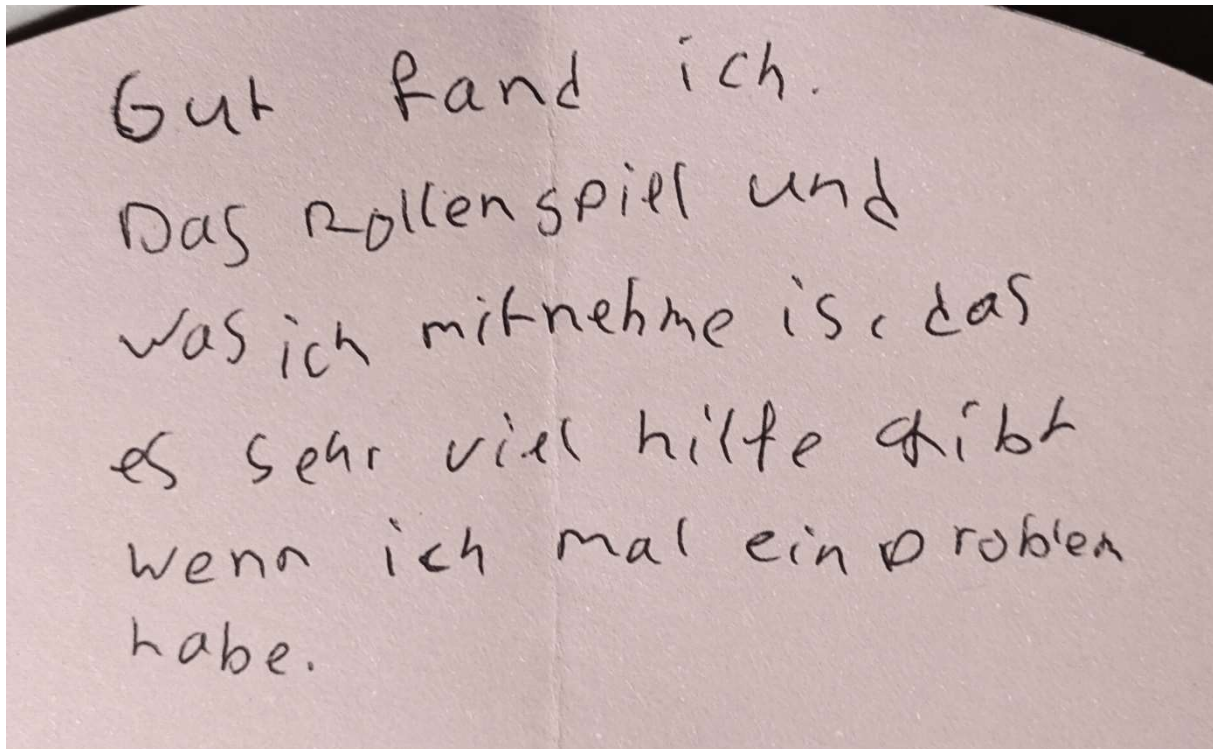 Gut fand ich.
Das Rollenspiel und
was ich mitnehme is, das
es sehr viel hilfe gibt
wenn ich mal ein problem
habe.